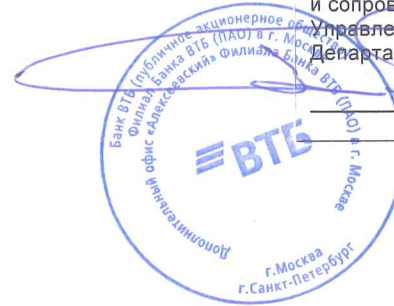 и сопров
Управле
Департа
Банк ВТБ (публичное акционерное общество)
Филиал Банка ВТБ (ПАО) в г. Москве
Дополнительный офис «Алексеевский» Филиала Банка ВТБ (ПАО) в г. Москве
ВТБ
г.Москва
г.Санкт-Петербург